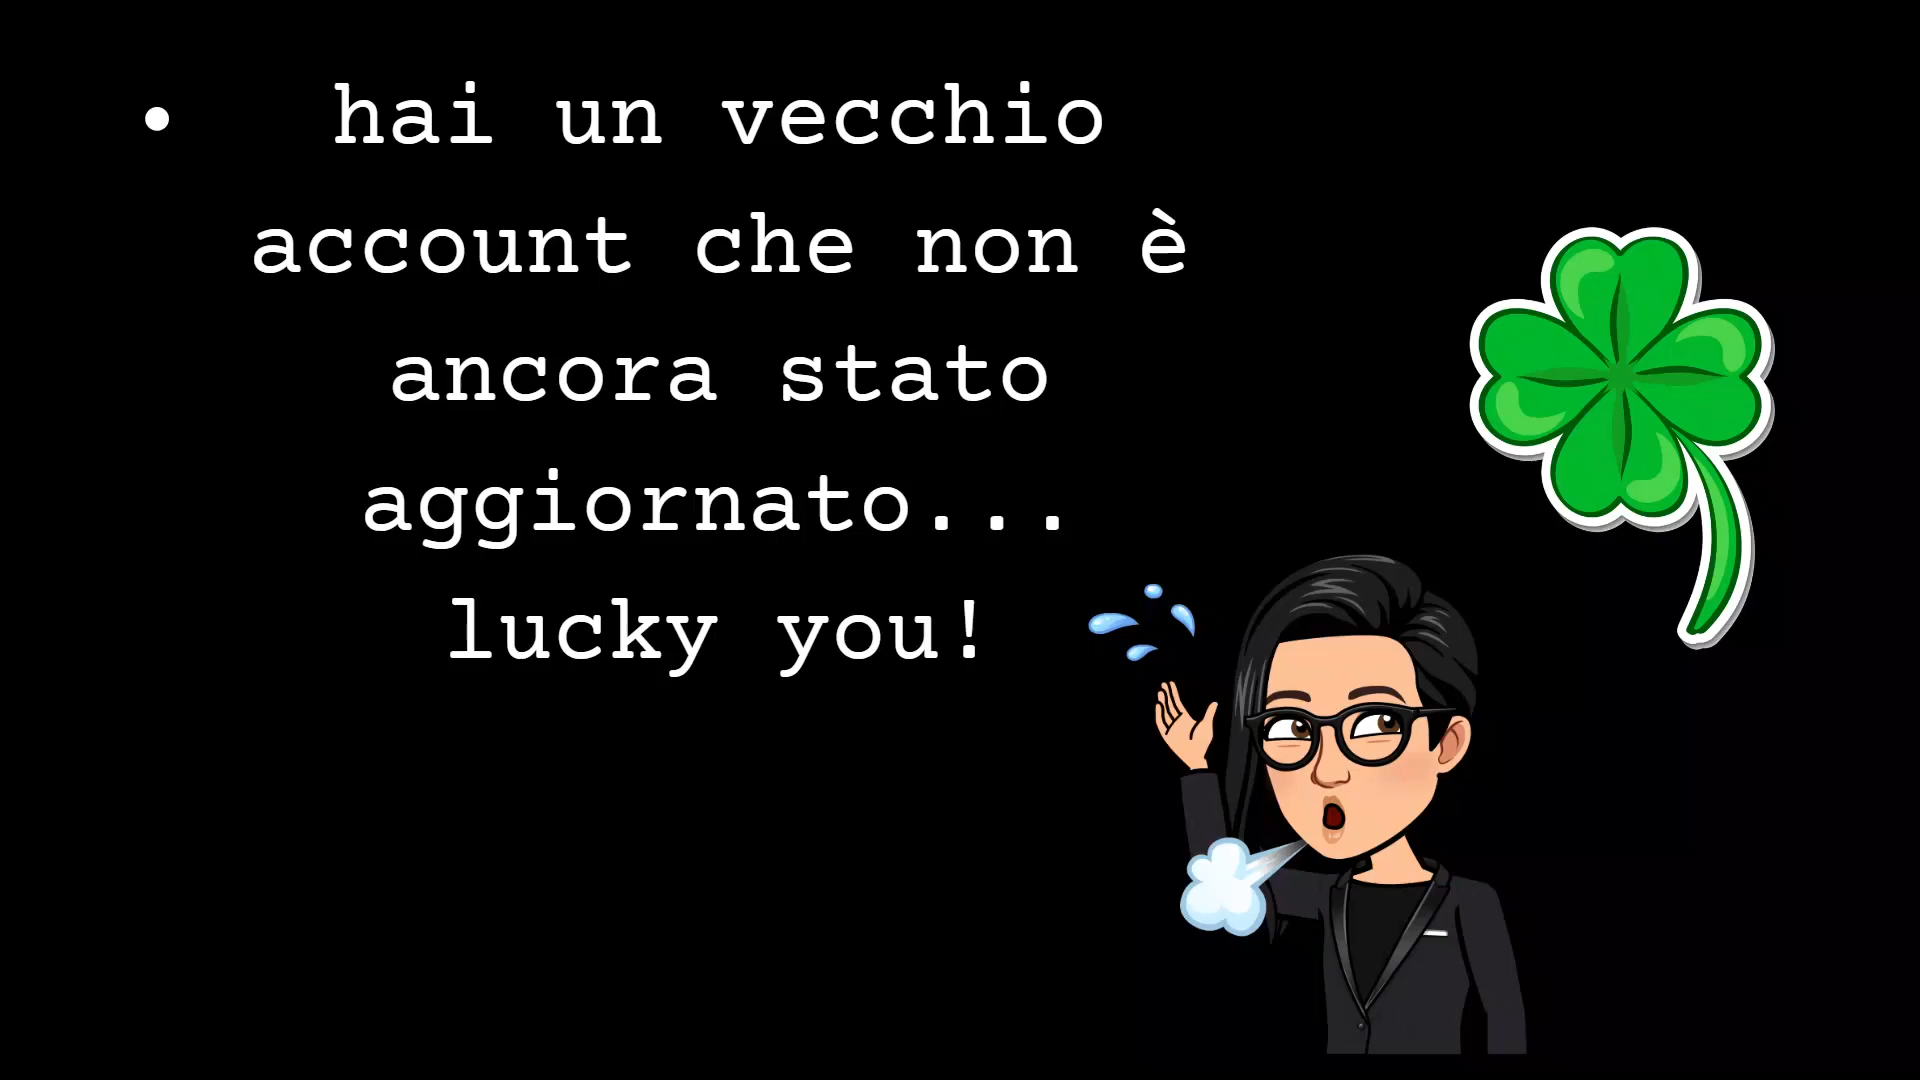 • hai un vecchio
account che non è
ancora stato
aggiornato...
lucky you!